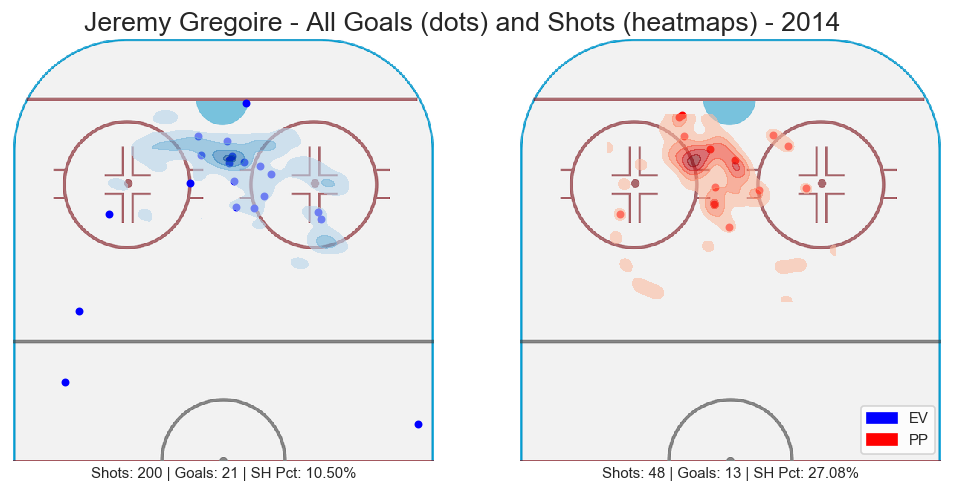 Jeremy Gregoire - All Goals (dots) and Shots (heatmaps) - 2014
EV
PP
Shots: 200 | Goals: 21 | SH Pct: 10.50%
Shots: 48 | Goals: 13 | SH Pct: 27.08%